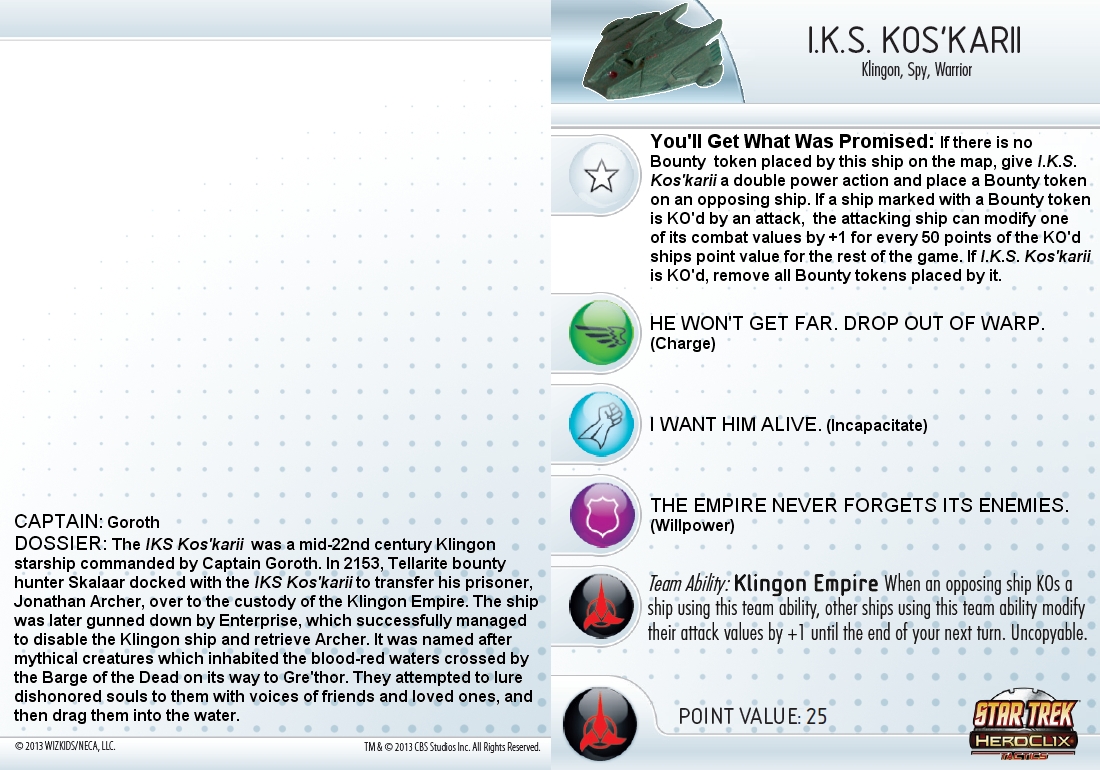 CAPTAIN: Goroth
DOSSIER: The IKS Kos'karii was a mid-22nd century Klingon
starship commanded by Captain Goroth. In 2153, Tellarite bounty
hunter Skalaar docked with the IKS Kos'karii to transfer his prisoner,
Jonathan Archer, over to the custody of the Klingon Empire. The ship
was later gunned down by Enterprise, which successfully managed
to disable the Klingon ship and retrieve Archer. It was named after
mythical creatures which inhabited the blood-red waters crossed by
the Barge of the Dead on its way to Gre'thor. They attempted to lure
dishonored souls to them with voices of friends and loved ones, and
then drag them into the water.
© 2013 WIZKIDS/NECA, LLC.
TM & © 2013 CBS Studios Inc. All Rights Reserved.
I.K.S. KOS'KARII
Klingon, Spy, Warrior
You'll Get What Was Promised: If there is no
Bounty token placed by this ship on the map, give I.K.S.
Kos'karii a double power action and place a Bounty token
on an opposing ship. If a ship marked with a Bounty token
is KO'd by an attack, the attacking ship can modify one
of its combat values by +1 for every 50 points of the KO'd
ships point value for the rest of the game. If I.K.S. Kos'karii
is KO'd, remove all Bounty tokens placed by it.
HE WON'T GET FAR. DROP OUT OF WARP.
(Charge)
I WANT HIM ALIVE. (Incapacitate)
THE EMPIRE NEVER FORGETS ITS ENEMIES.
(Willpower)
Team Ability: Klingon Empire When an opposing ship KOs a
ship using this team ability, other ships using this team ability modify
their attack values by +1 until the end of your next turn. Uncopyable.
POINT VALUE: 25
STAR TREK
HEROCLIX
TACTICS